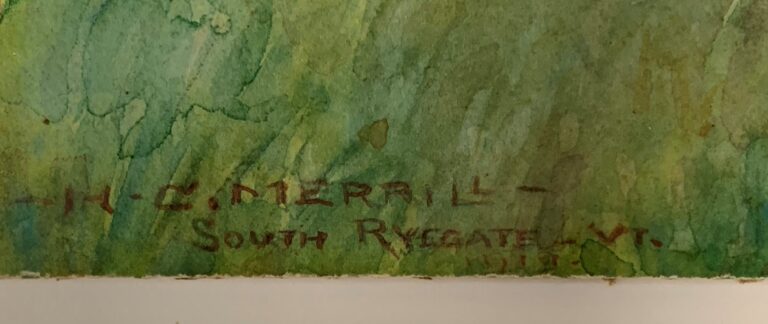 - H - C. MERRILL -
SOUTH RYEGATE - VT.